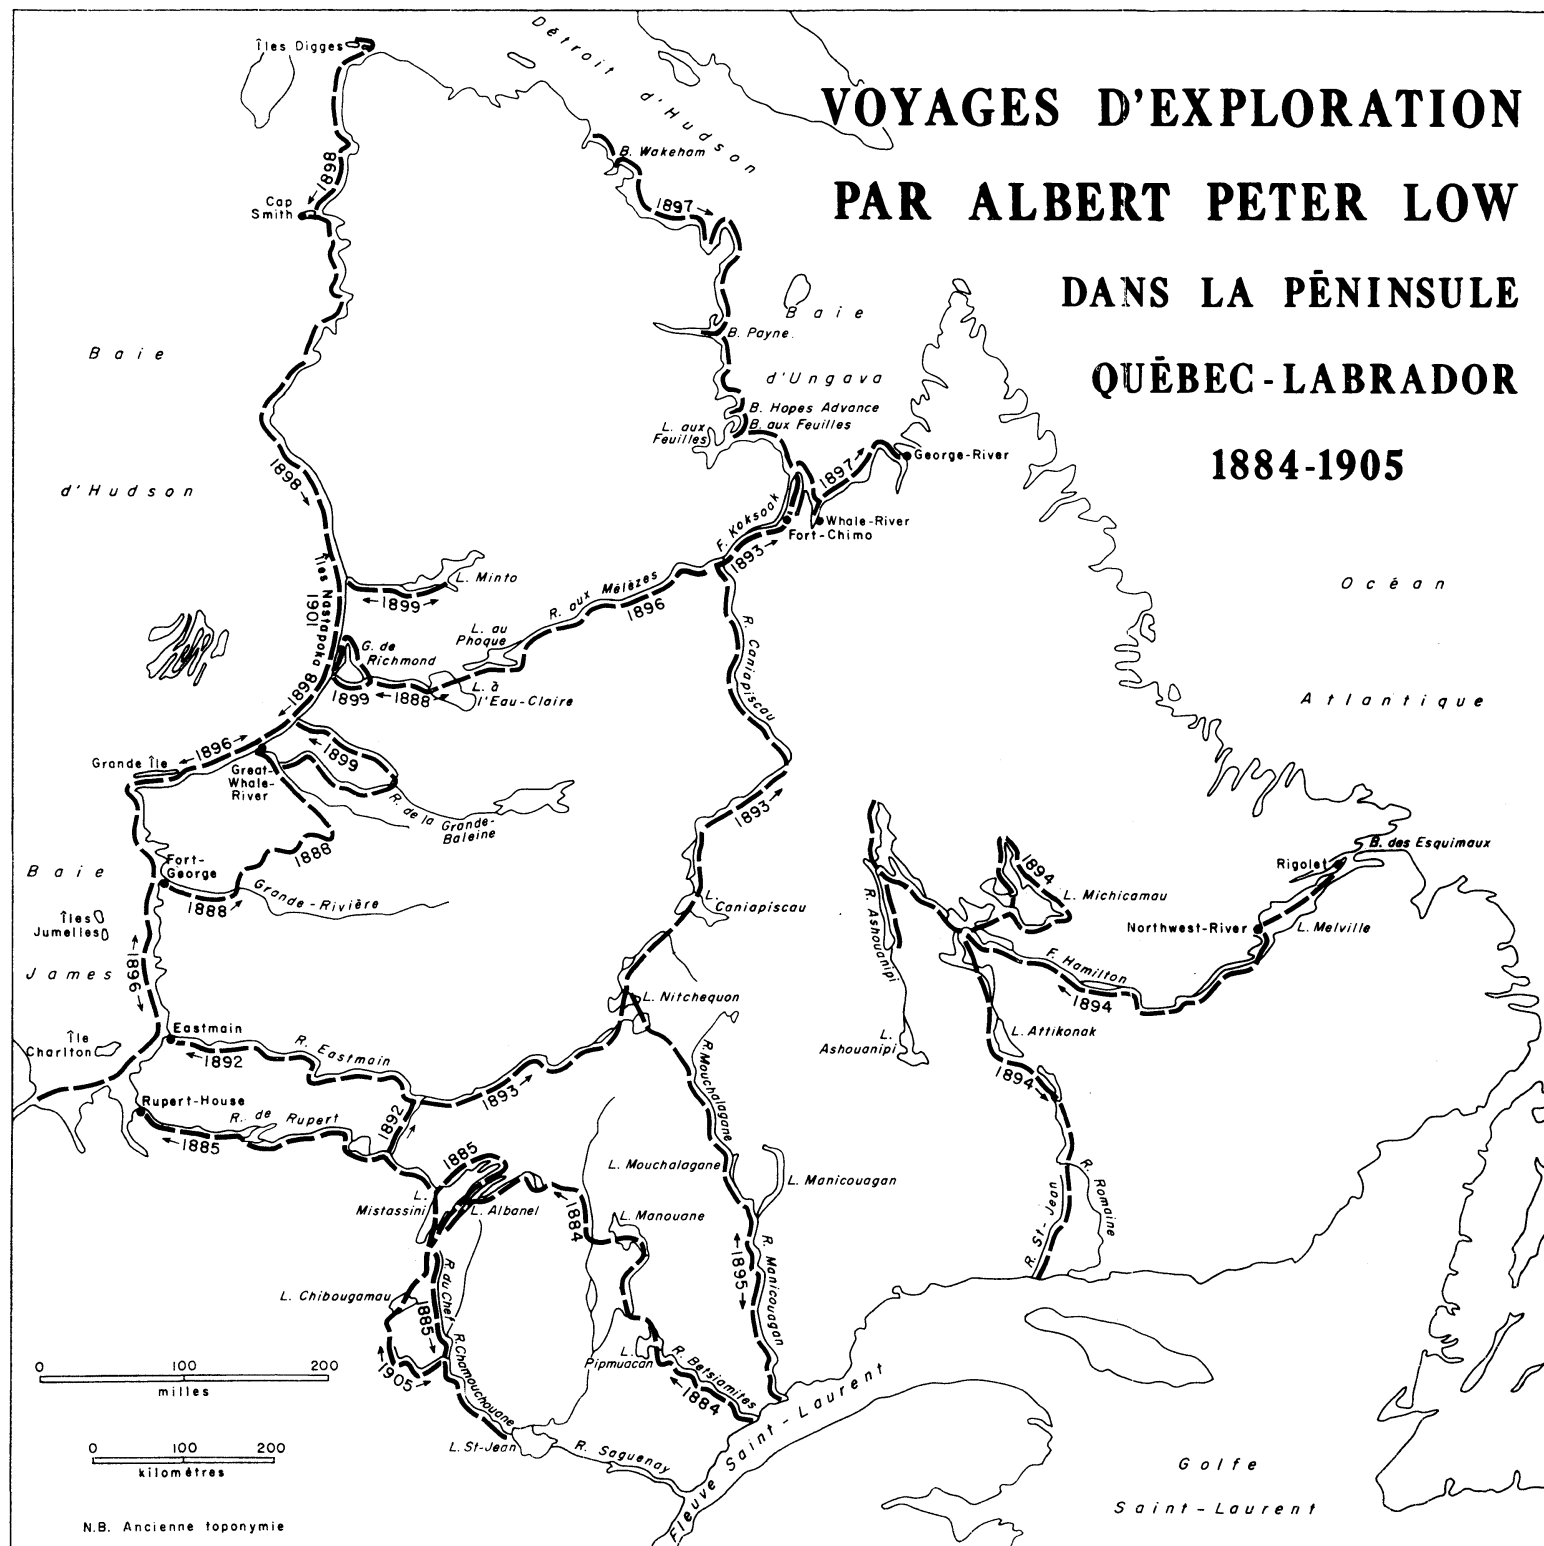 VOYAGES D'EXPLORATION
PAR ALBERT PETER LOW
DANS LA PĒNINSULE
QUĒBEC-LABRADOR
1884-1905
Îles Digges
Détroit d'Hudson
B. Wakeham
1898
Cap
Smith
1897
Baie
d'Ungava
B. Payne.
B. Hopes Advance
B. aux Feuilles
L. aux
Feuilles
Baie
d'Hudson
1898
1897
George-River
Whale-River
Fort-Chimo
F. Koksoak
1893
L. Minto
1899
Îles Nastapoka
1901
R. aux Mélèzes
1896
L. au
Phoque
G. de
Richmond
1899
1888
L. à
l'Eau-Claire
1898
R. Caniapiscau
Océan
Atlantique
1896
Grande Île
Great-
Whale-
River
1899
R. de la Grande-
Baleine
1888
1893
Fort-
George
1888
Grande-Rivière
Baie
James
Îles
Jumelles
1896
L.
Caniapiscau
L. Nitchequon
R. Ashouanipi
1894
L. Michicamau
B. des Esquimaux
Rigolet
Northwest-River
L. Melville
F. Hamilton
1894
L.
Ashouanipi
L. Attikonak
1894
Île
Charlton
Eastmain
1892
R. Eastmain
1893
Rupert-House
R. de Rupert
1885
1892
R. Mouchalagane
1885
L. Mouchalagane
L. Manicouagan
L.
Mistassini
L. Albanel
1884
L. Manouane
R. Romaine
R. St-Jean
1895
R. Manicouagan
L. Chibougamau
R. du Chef
1885
R. Chamouchouane
1905
L.
Pipmuacan
R. Betsiamites
1884
L. St-Jean
R. Saguenay
Fleuve Saint-Laurent
Golfe
Saint-Laurent
0 100 200
milles
0 100 200
kilomētres
N.B. Ancienne toponymie